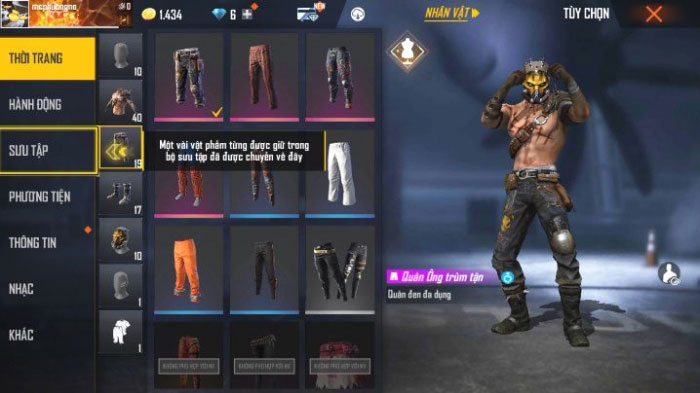 1.434
6
NEW
NHÂN VẬT
TÙY CHỌN
THỜI TRANG
HÀNH ĐỘNG
SƯU TẬP
PHƯƠNG TIỆN
THÔNG TIN
NHẠC
KHÁC
10
40
19
17
10
1
1
Một vài vật phẩm từng được giữ trong
bộ sưu tập đã được chuyển về đây
Quần Ông trùm tận
Quần đen đa dụng